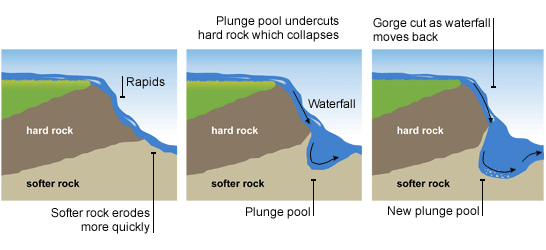 Plunge pool undercuts
hard rock which collapses
Gorge cut as waterfall
moves back
Rapids
hard rock
softer rock
Softer rock erodes
more quickly
Waterfall
hard rock
softer rock
Plunge pool
hard rock
softer rock
New plunge pool